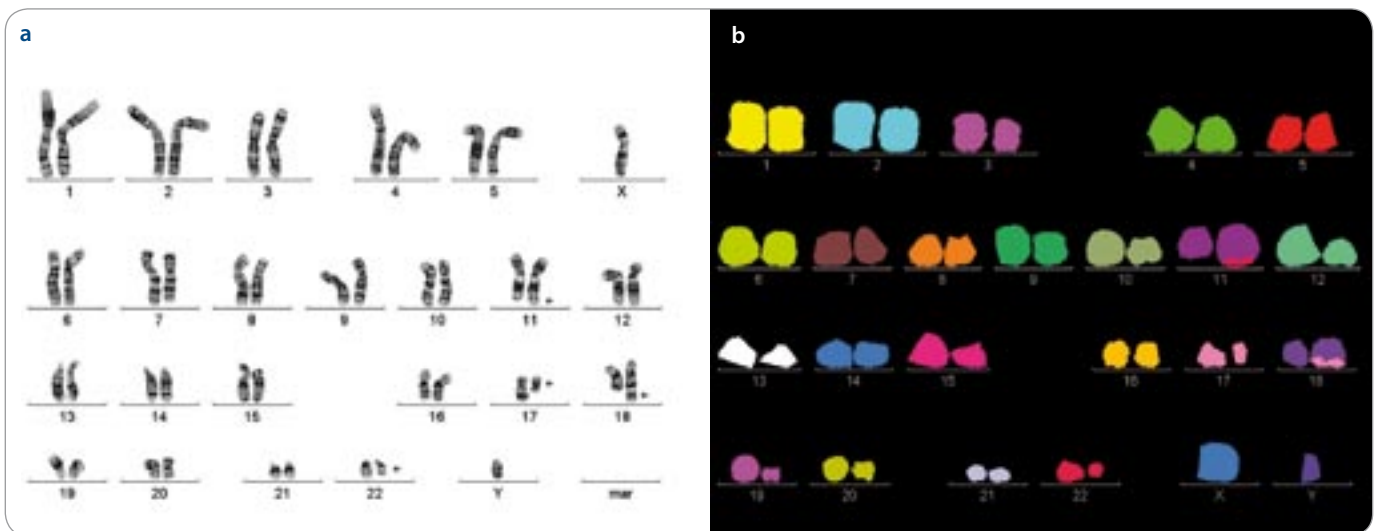 a
1 2 3 4 5 X
6 7 8 9 10 11 12
13 14 15 16 17 18
19 20 21 22 Y mar
b
1 2 3 4 5
6 7 8 9 10 11 12
13 14 15 16 17 18
19 20 21 22 X Y